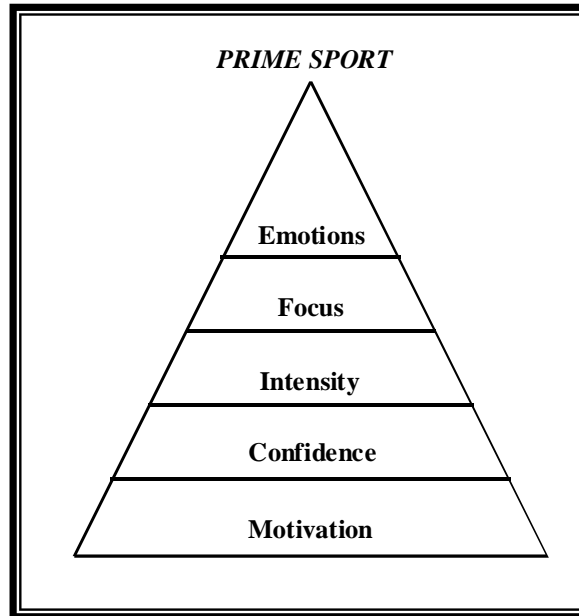 PRIME SPORT
Emotions
Focus
Intensity
Confidence
Motivation